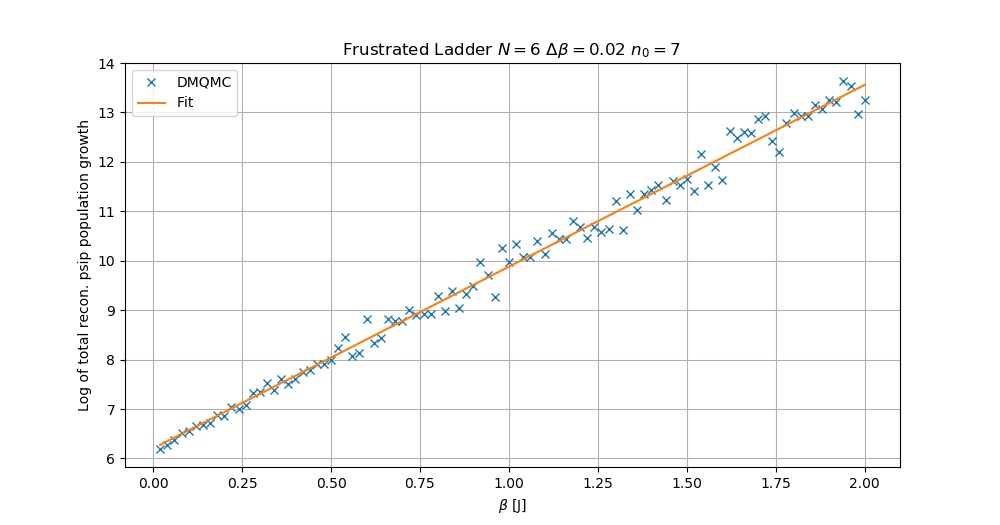 Frustrated Ladder N = 6 Δβ = 0.02 n₀ = 7
DMQMC
Fit
Log of total recon. psip population growth
14
13
12
11
10
9
8
7
6
0.00 0.25 0.50 0.75 1.00 1.25 1.50 1.75 2.00
β [J]